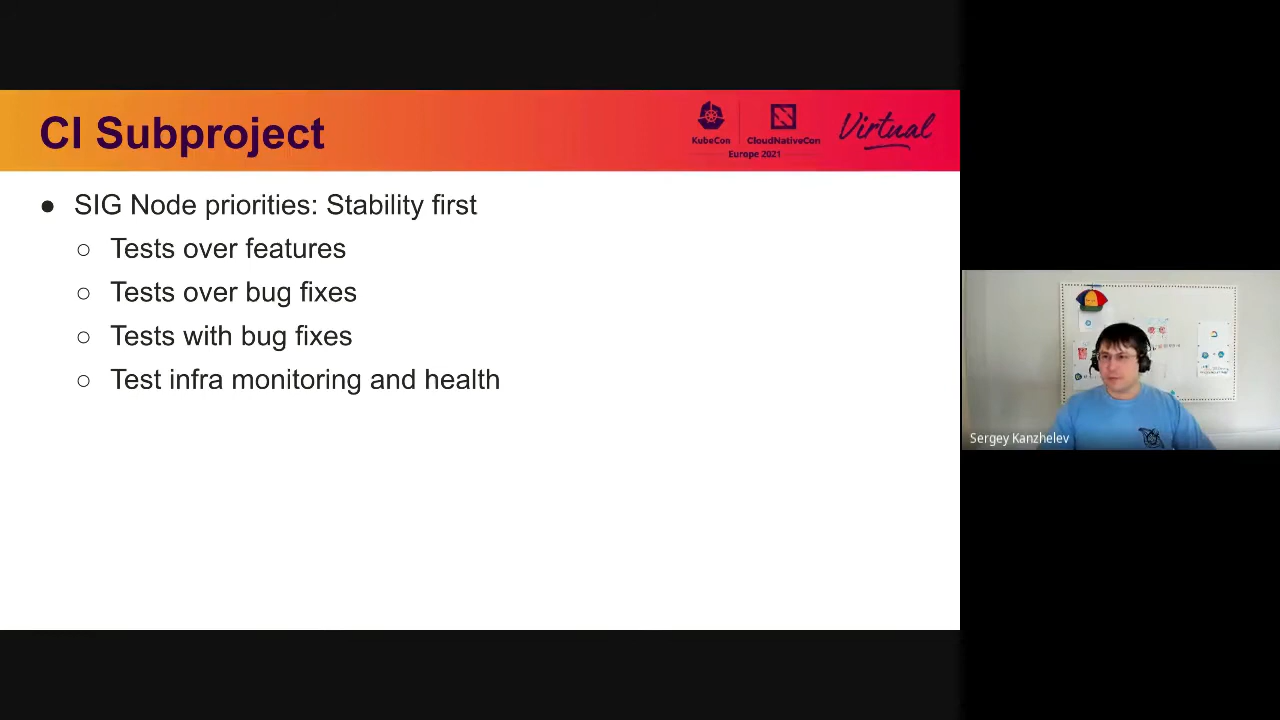 CI Subproject
KubeCon
CloudNativeCon
Europe 2021
Virtual
● SIG Node priorities: Stability first
○ Tests over features
○ Tests over bug fixes
○ Tests with bug fixes
○ Test infra monitoring and health
Sergey Kanzhelev